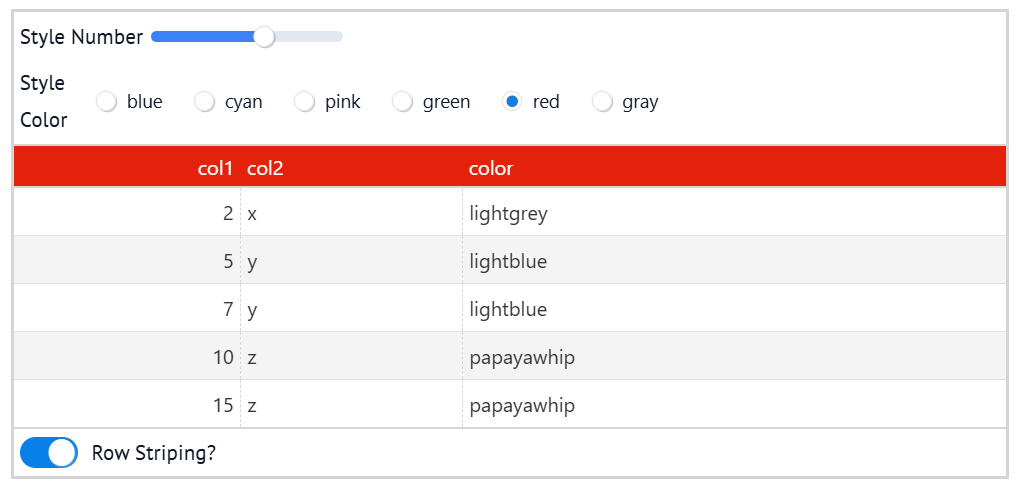 Style Number
Style Color
blue cyan pink green red gray
col1 col2 color
2 x lightgrey
5 y lightblue
7 y lightblue
10 z papayawhip
15 z papayawhip
Row Striping?